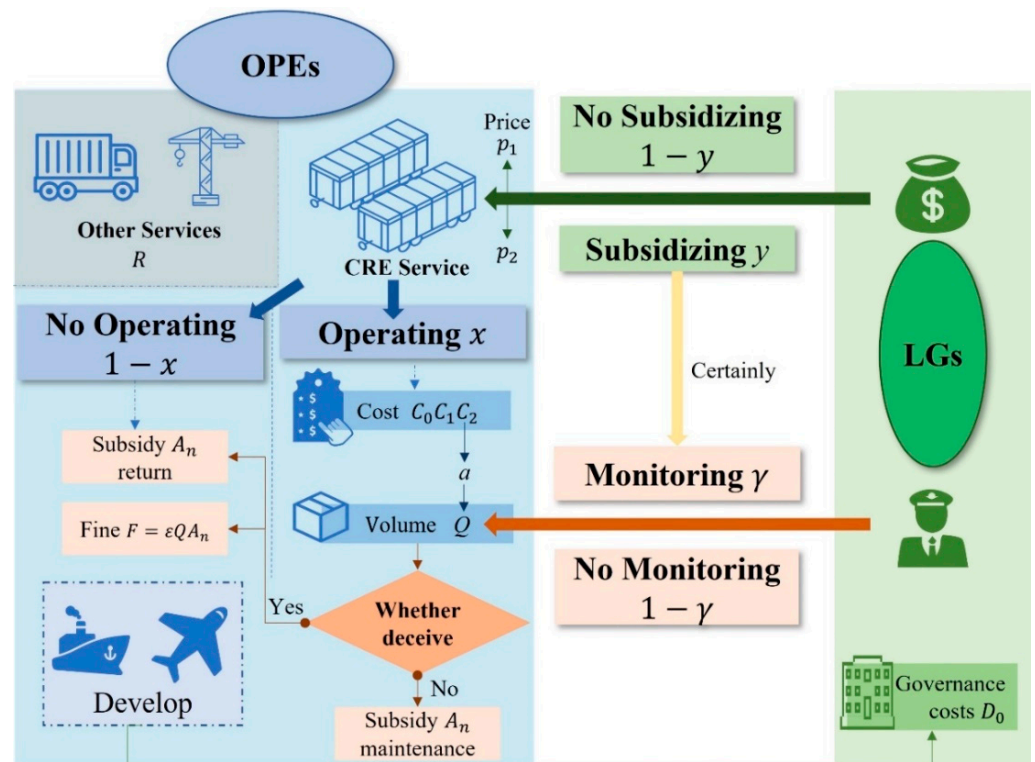 OPEs
Other Services
R
Price
p₁
p₂
CRE Service
No Subsidizing
1 − y
Subsidizing y
$
LGs
No Operating
1 − x
Operating x
$
$
$
Cost C₀C₁C₂
a
Volume Q
Certainly
Monitoring γ
No Monitoring
1 − γ
Subsidy Aₙ
return
Fine F = εQAₙ
Yes
Whether
deceive
No
Subsidy Aₙ
maintenance
Develop
Governance
costs D₀